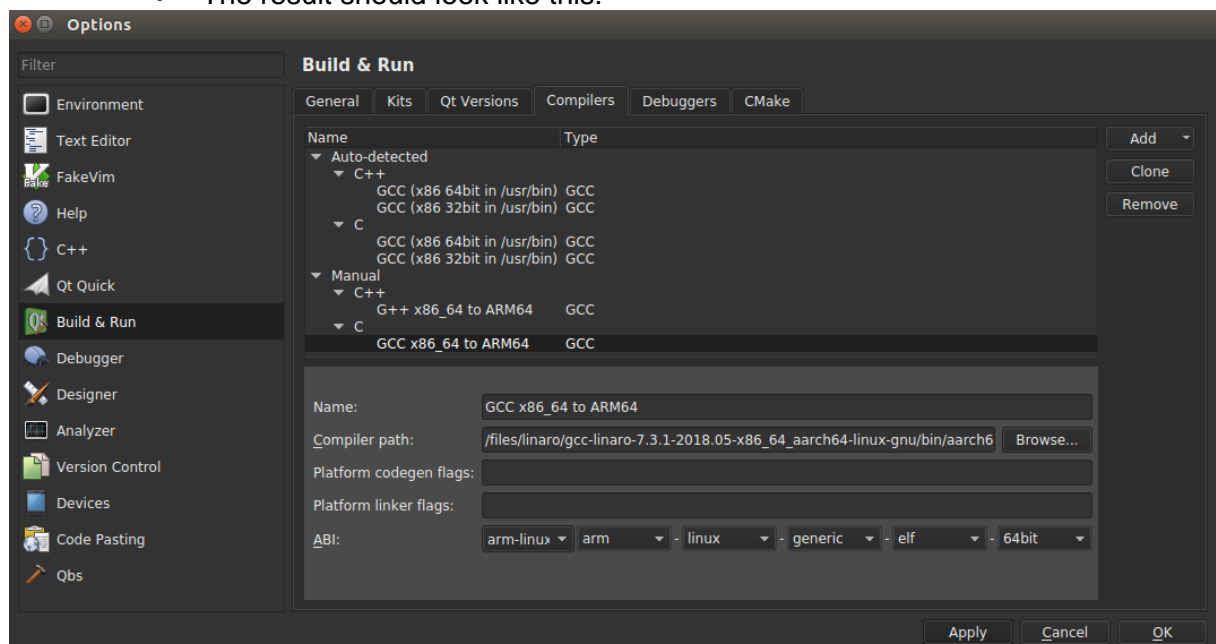 The result should look like this:
Options
Filter
Build & Run
Environment
Text Editor
FakeVim
Help
C++
Qt Quick
Build & Run
Debugger
Designer
Analyzer
Version Control
Devices
Code Pasting
Qbs
General Kits Qt Versions Compilers Debuggers CMake
Name Type
Auto-detected
C++
GCC (x86 64bit in /usr/bin) GCC
GCC (x86 32bit in /usr/bin) GCC
C
GCC (x86 64bit in /usr/bin) GCC
GCC (x86 32bit in /usr/bin) GCC
Manual
C++
G++ x86_64 to ARM64 GCC
C
GCC x86_64 to ARM64 GCC
Add
Clone
Remove
Name: GCC x86_64 to ARM64
Compiler path: /files/linaro/gcc-linaro-7.3.1-2018.05-x86_64_aarch64-linux-gnu/bin/aarch6 Browse...
Platform codegen flags:
Platform linker flags:
ABI: arm-linux arm - linux - generic - elf - 64bit
Apply Cancel OK